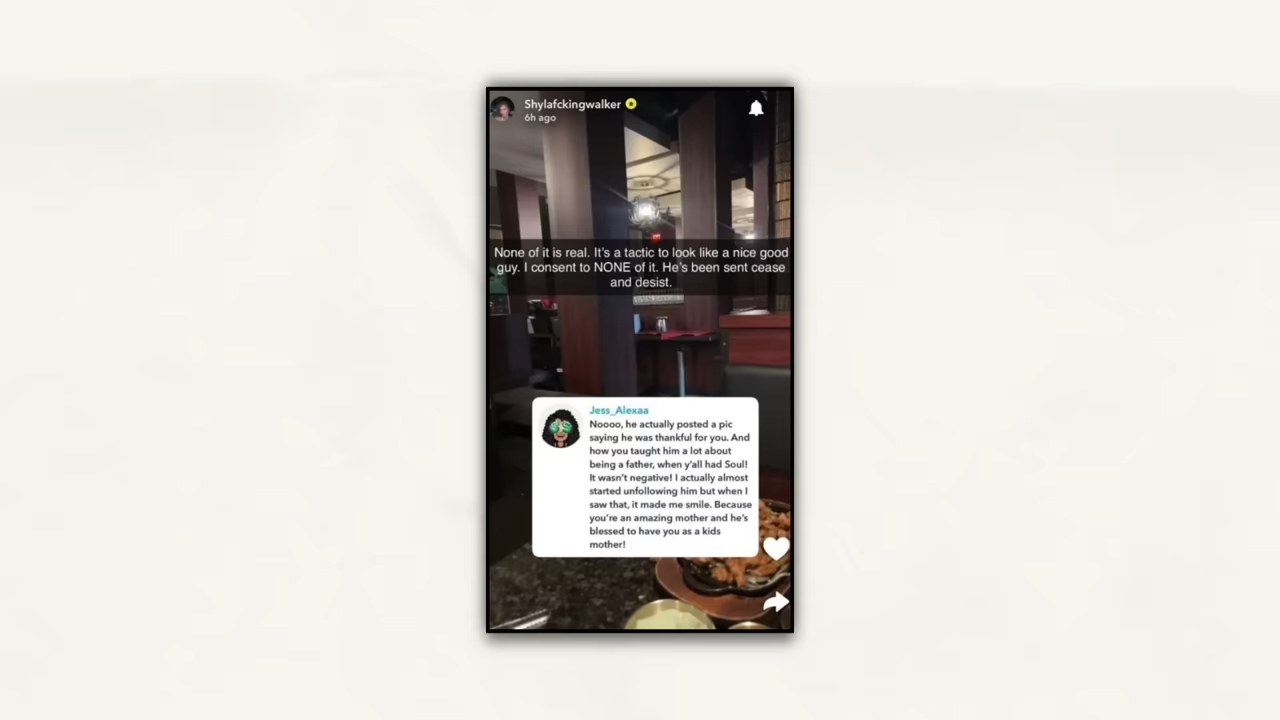 Shylafckingwalker
6h ago
None of it is real. It's a tactic to look like a nice good
guy. I consent to NONE of it. He's been sent cease
and desist.
Jess_Alexaa
Noooo, he actually posted a pic
saying he was thankful for you. And
how you taught him a lot about
being a father, when y'all had Soul!
It wasn't negative! I actually almost
started unfollowing him but when I
saw that, it made me smile. Because
you're an amazing mother and he's
blessed to have you as a kids
mother!